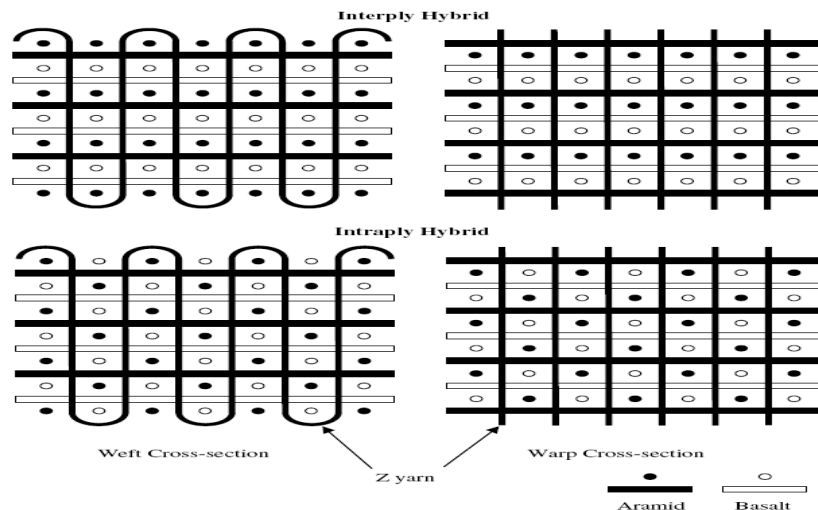 Interply Hybrid
Intraply Hybrid
Weft Cross-section
Warp Cross-section
Z yarn
Aramid
Basalt